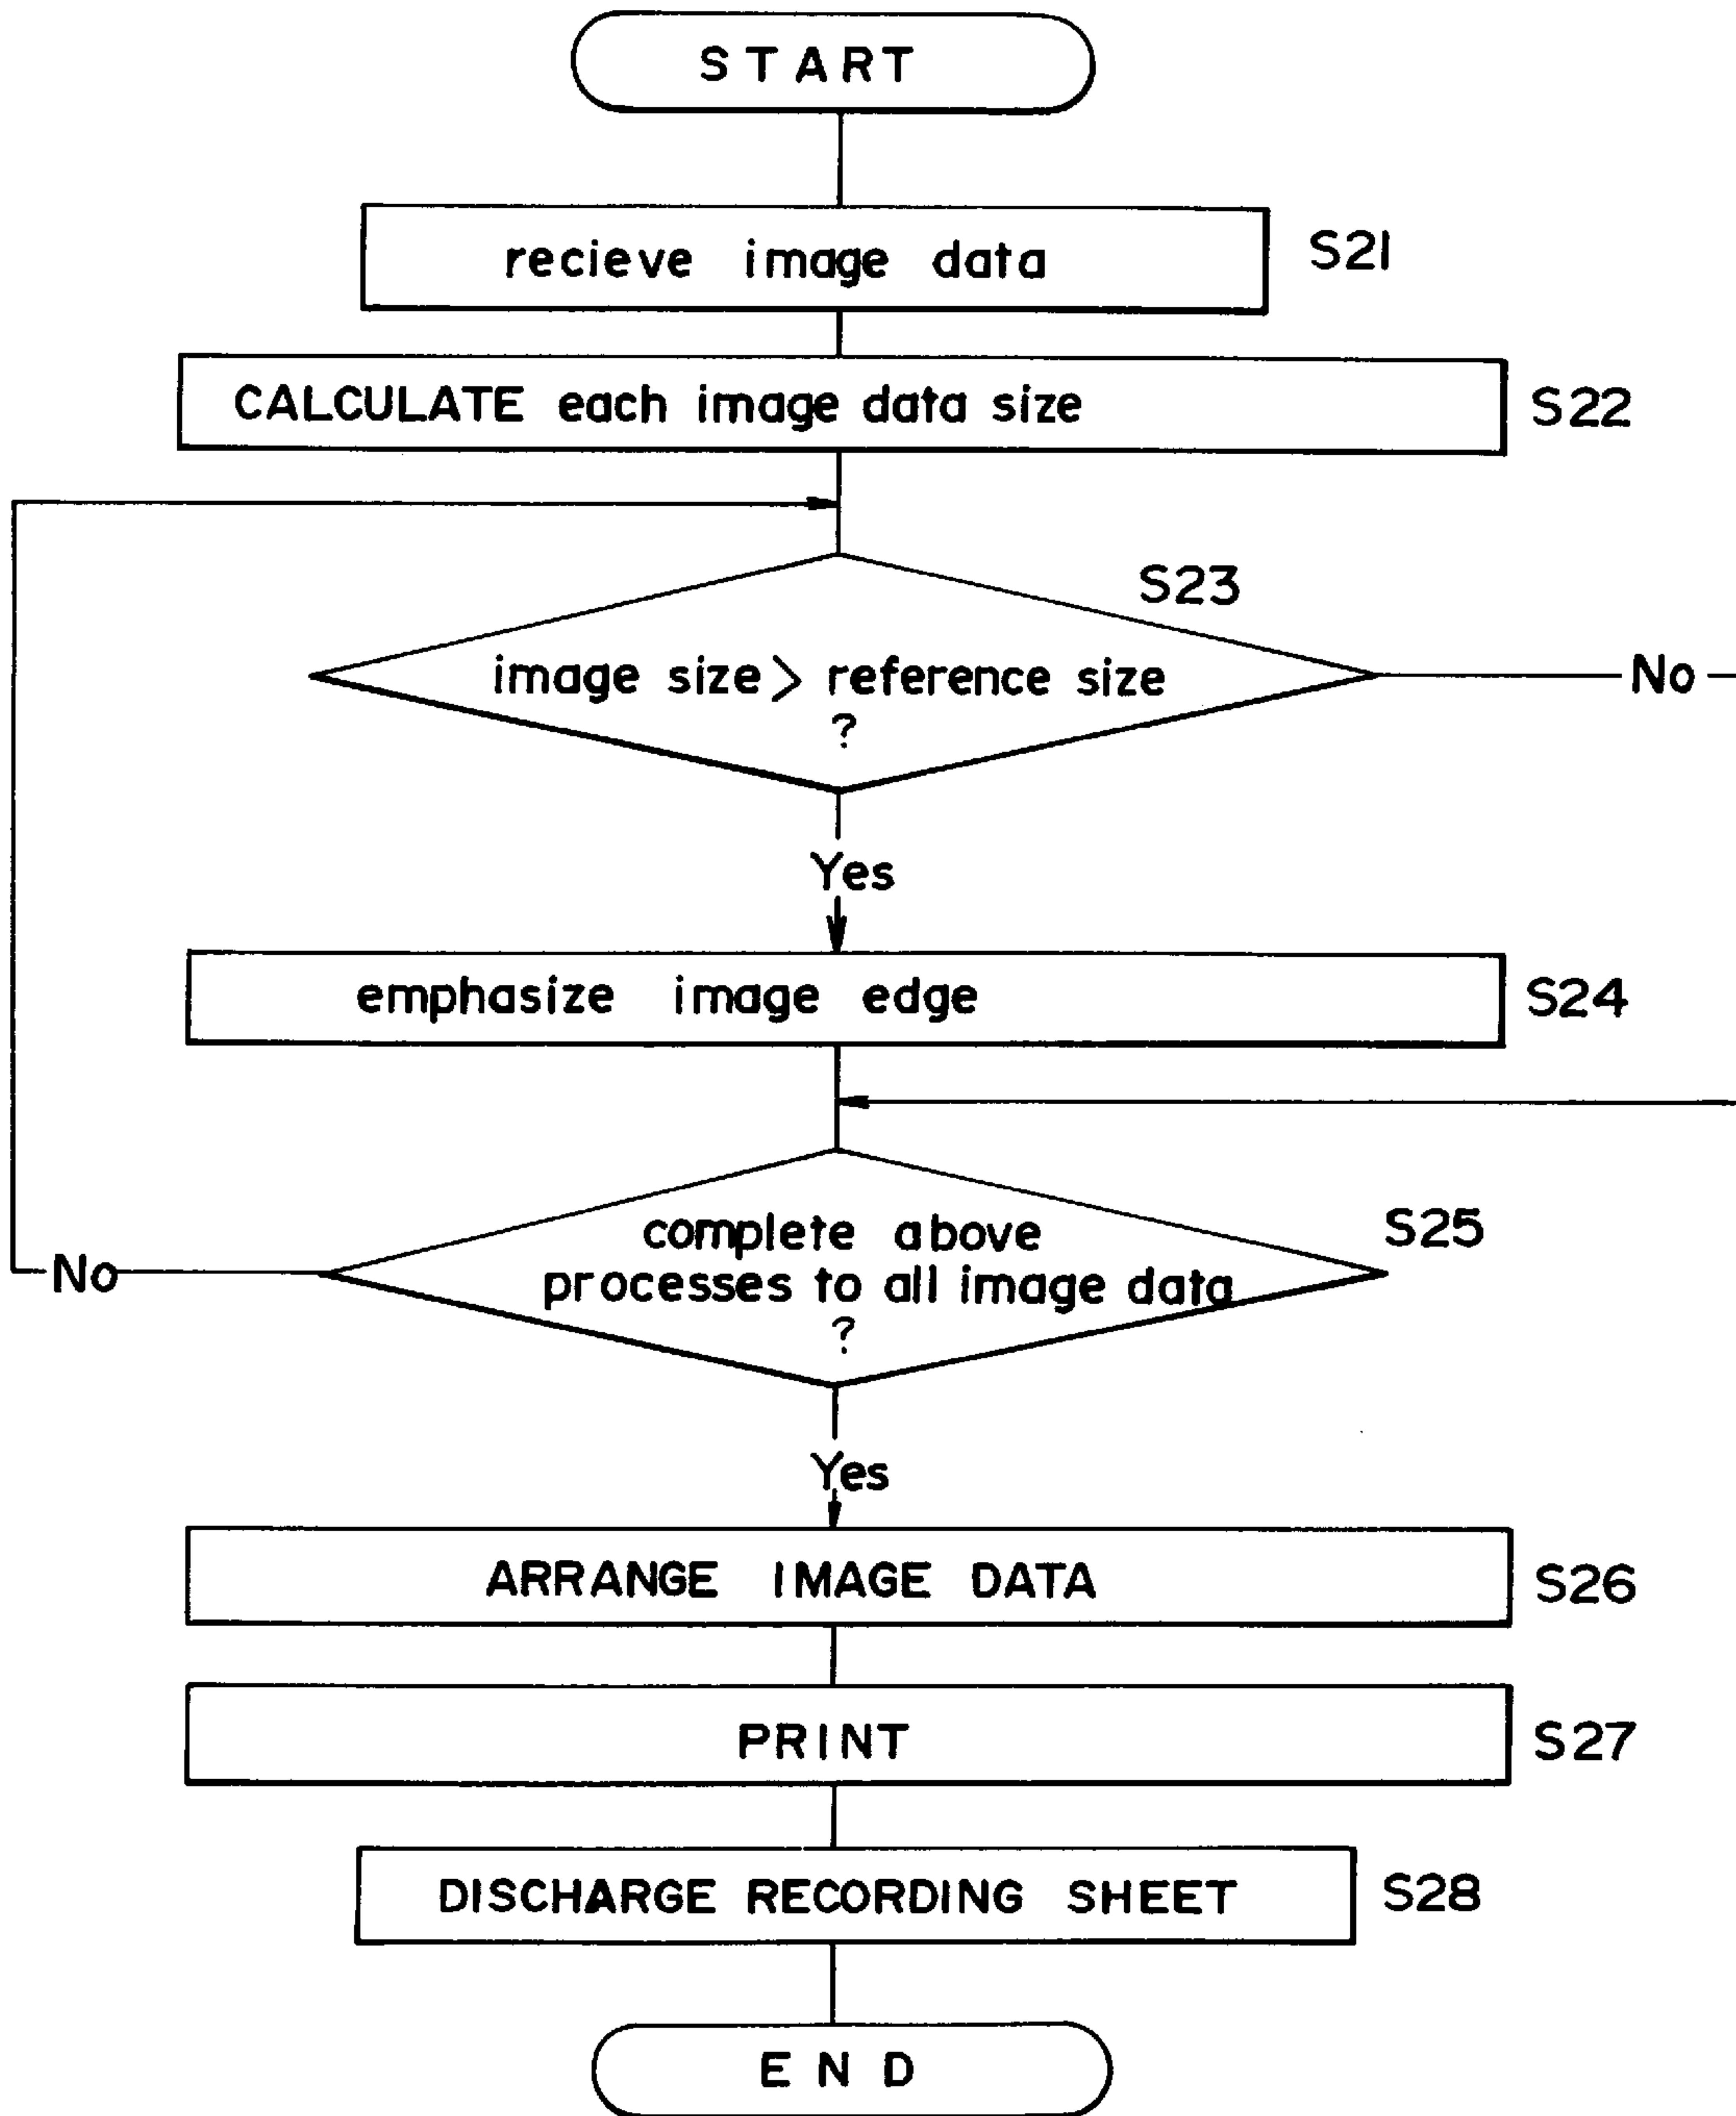 START
recieve image data
S21
CALCULATE each image data size
S22
S23
image size > reference size
?
No
Yes
emphasize image edge
S24
complete above
S25
processes to all image data
?
No
Yes
ARRANGE IMAGE DATA
S26
PRINT
S27
DISCHARGE RECORDING SHEET
S28
END